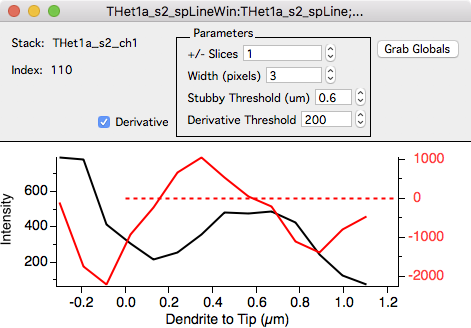 THet1a_s2_spLineWin:THet1a_s2_spLine;...
Stack: THet1a_s2_ch1
Index: 110
Derivative
Parameters
+/- Slices 1
Width (pixels) 3
Stubby Threshold (um) 0.6
Derivative Threshold 200
Grab Globals
Intensity
600
400
200
1000
0
-1000
-2000
-0.2 0.0 0.2 0.4 0.6 0.8 1.0 1.2
Dendrite to Tip (µm)